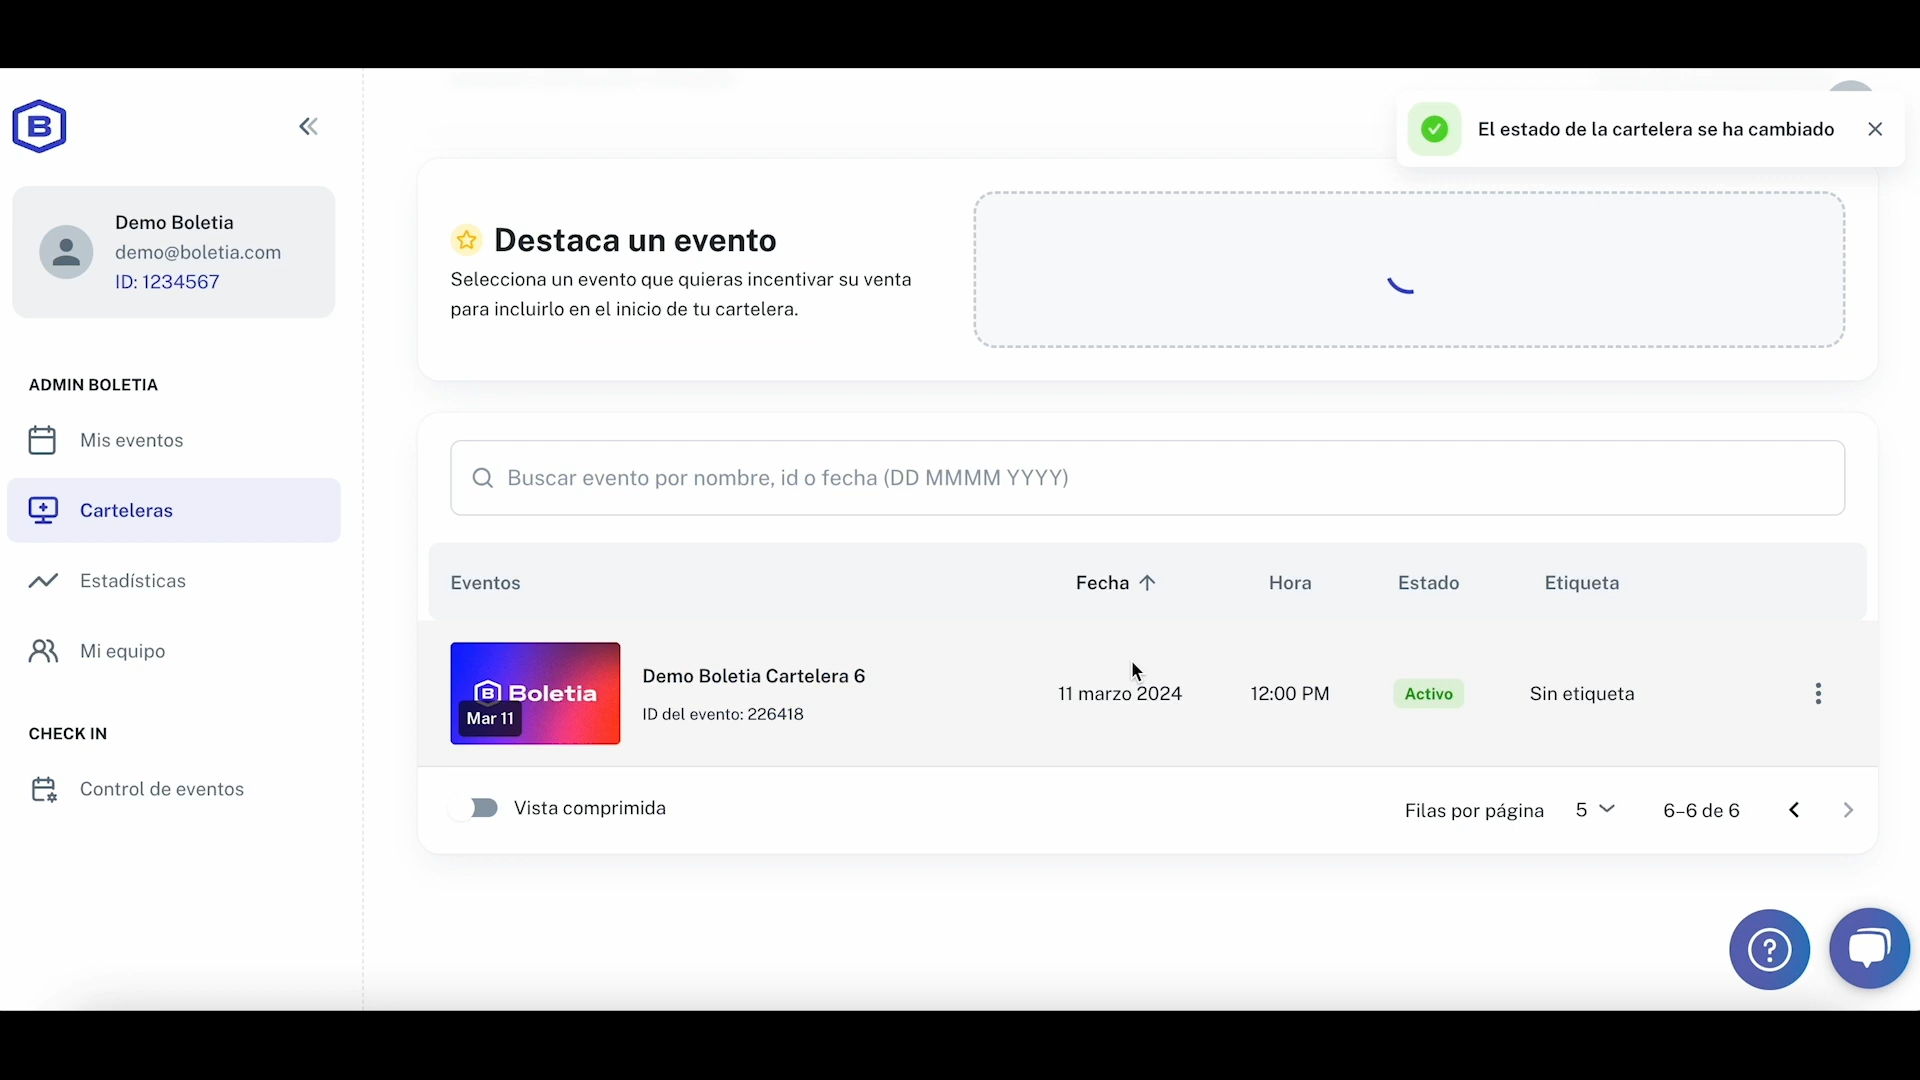 B
Demo Boletia
demo@boletia.com
ID: 1234567
ADMIN BOLETIA
Mis eventos
Carteleras
Estadísticas
Mi equipo
CHECK IN
Control de eventos
El estado de la cartelera se ha cambiado
Destaca un evento
Selecciona un evento que quieras incentivar su venta
para incluirlo en el inicio de tu cartelera.
Buscar evento por nombre, id o fecha (DD MMMM YYYY)
Eventos Fecha Hora Estado Etiqueta
B Boletia
Mar 11
Demo Boletia Cartelera 6
ID del evento: 226418
11 marzo 2024 12:00 PM Activo Sin etiqueta
Vista comprimida
Filas por página 5 6–6 de 6
?